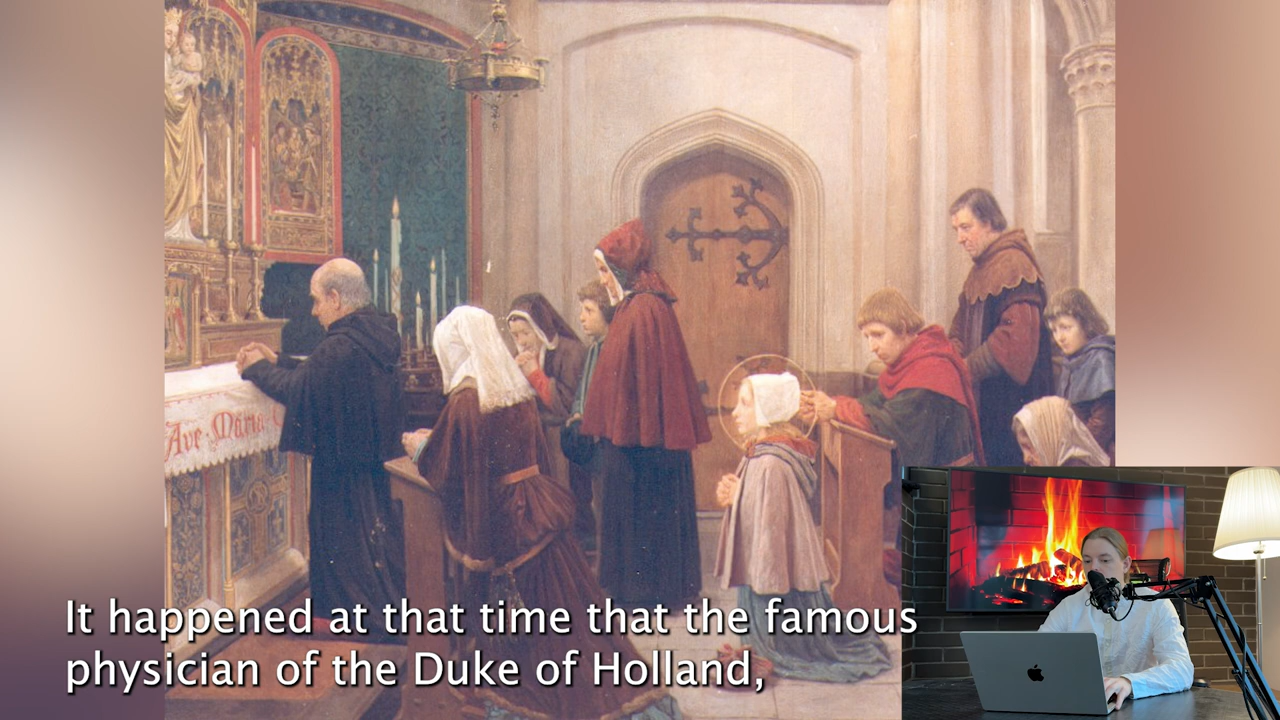 Ave Maria
It happened at that time that the famous
physician of the Duke of Holland,